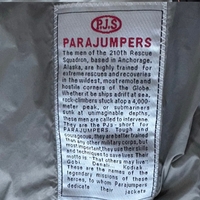 P.J.S
PARAJUMPERS
The men of the 210th Rescue
Squadron, based in Anchorage,
Alaska, are highly trained for
extreme rescues and recoveries
in the wildest, most remote and
hostile corners of the Globe.
Whether it be ships adrift at sea,
rock-climbers stuck atop a 4,000
meter peak, or submarines
sunk at unimaginable depths,
these men are called to intervene.
They are the PJs short for
PARAJUMPERS. Tough and
courageous, they are better trained
than any other military corps, but
most important, they use their skills
and techniques to save lives. Their
motto is: That others may live
Gobi Denali Kodiak
These are the names of the
legendary missions of these
heroes, to whom Parajumpers
dedicate their jackets